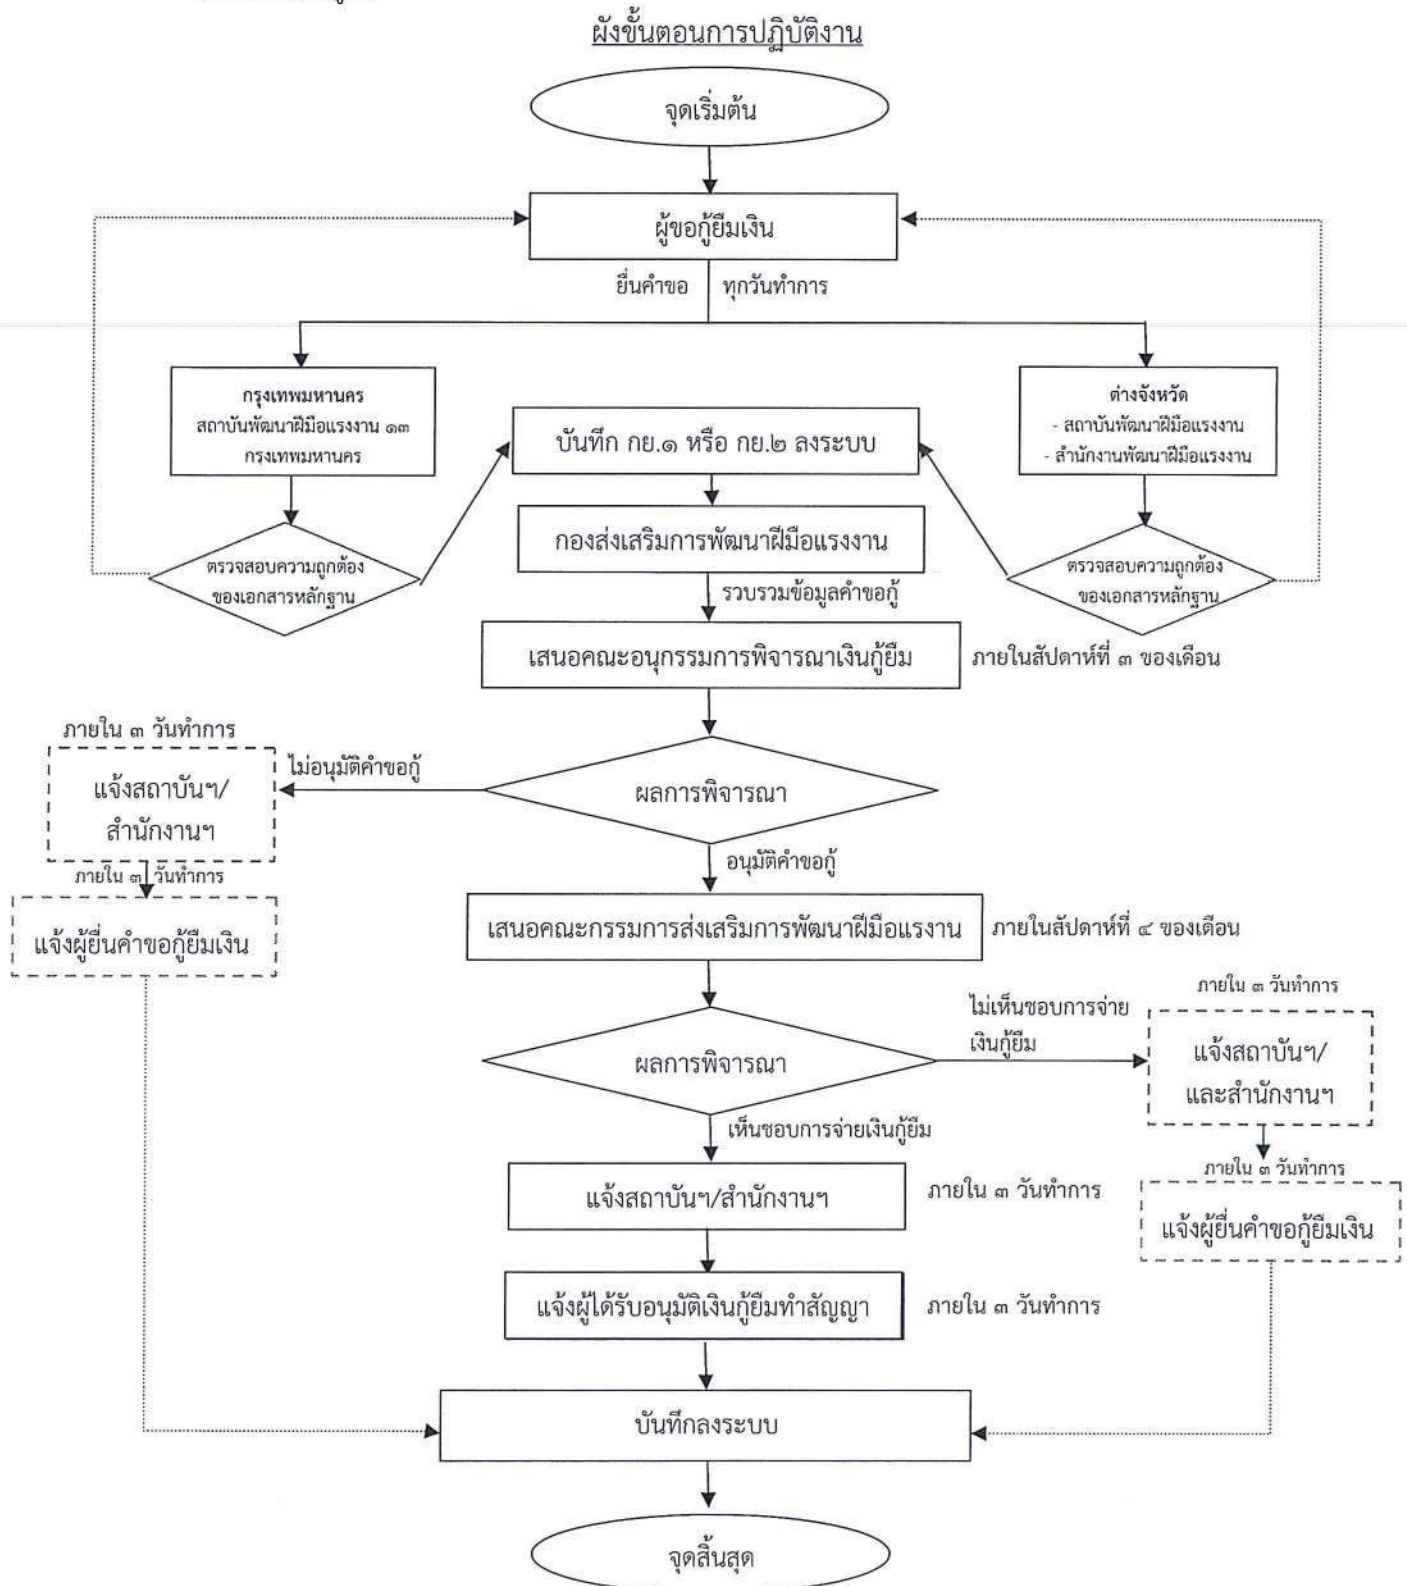 ผังขั้นตอนการปฏิบัติงาน
จุดเริ่มต้น
ผู้ขอกู้ยืมเงิน
ยื่นคำขอ ทุกวันทำการ
กรุงเทพมหานคร
สถาบันพัฒนาฝีมือแรงงาน ๑๓
กรุงเทพมหานคร
บันทึก กย.๑ หรือ กย.๒ ลงระบบ
ต่างจังหวัด
- สถาบันพัฒนาฝีมือแรงงาน
- สำนักงานพัฒนาฝีมือแรงงาน
กองส่งเสริมการพัฒนาฝีมือแรงงาน
ตรวจสอบความถูกต้อง
ของเอกสารหลักฐาน
ตรวจสอบความถูกต้อง
ของเอกสารหลักฐาน
รวบรวมข้อมูลคำขอกู้
เสนอคณะอนุกรรมการพิจารณาเงินกู้ยืม
ภายในสัปดาห์ที่ ๓ ของเดือน
ภายใน ๓ วันทำการ
แจ้งสถาบันฯ/
สำนักงานฯ
ไม่อนุมัติคำขอกู้
ผลการพิจารณา
อนุมัติคำขอกู้
ภายใน ๓ วันทำการ
แจ้งผู้ยื่นคำขอกู้ยืมเงิน
เสนอคณะกรรมการส่งเสริมการพัฒนาฝีมือแรงาน
ภายในสัปดาห์ที่ ๔ ของเดือน
ผลการพิจารณา
ไม่เห็นชอบการจ่าย
เงินกู้ยืม
ภายใน ๓ วันทำการ
แจ้งสถาบันฯ/
และสำนักงานฯ
เห็นชอบการจ่ายเงินกู้ยืม
แจ้งสถาบันฯ/สำนักงานฯ
ภายใน ๓ วันทำการ
ภายใน ๓ วันทำการ
แจ้งผู้ยื่นคำขอกู้ยืมเงิน
แจ้งผู้ได้รับอนุมัติเงินกู้ยืมทำสัญญา
ภายใน ๓ วันทำการ
บันทึกลงระบบ
จุดสิ้นสุด